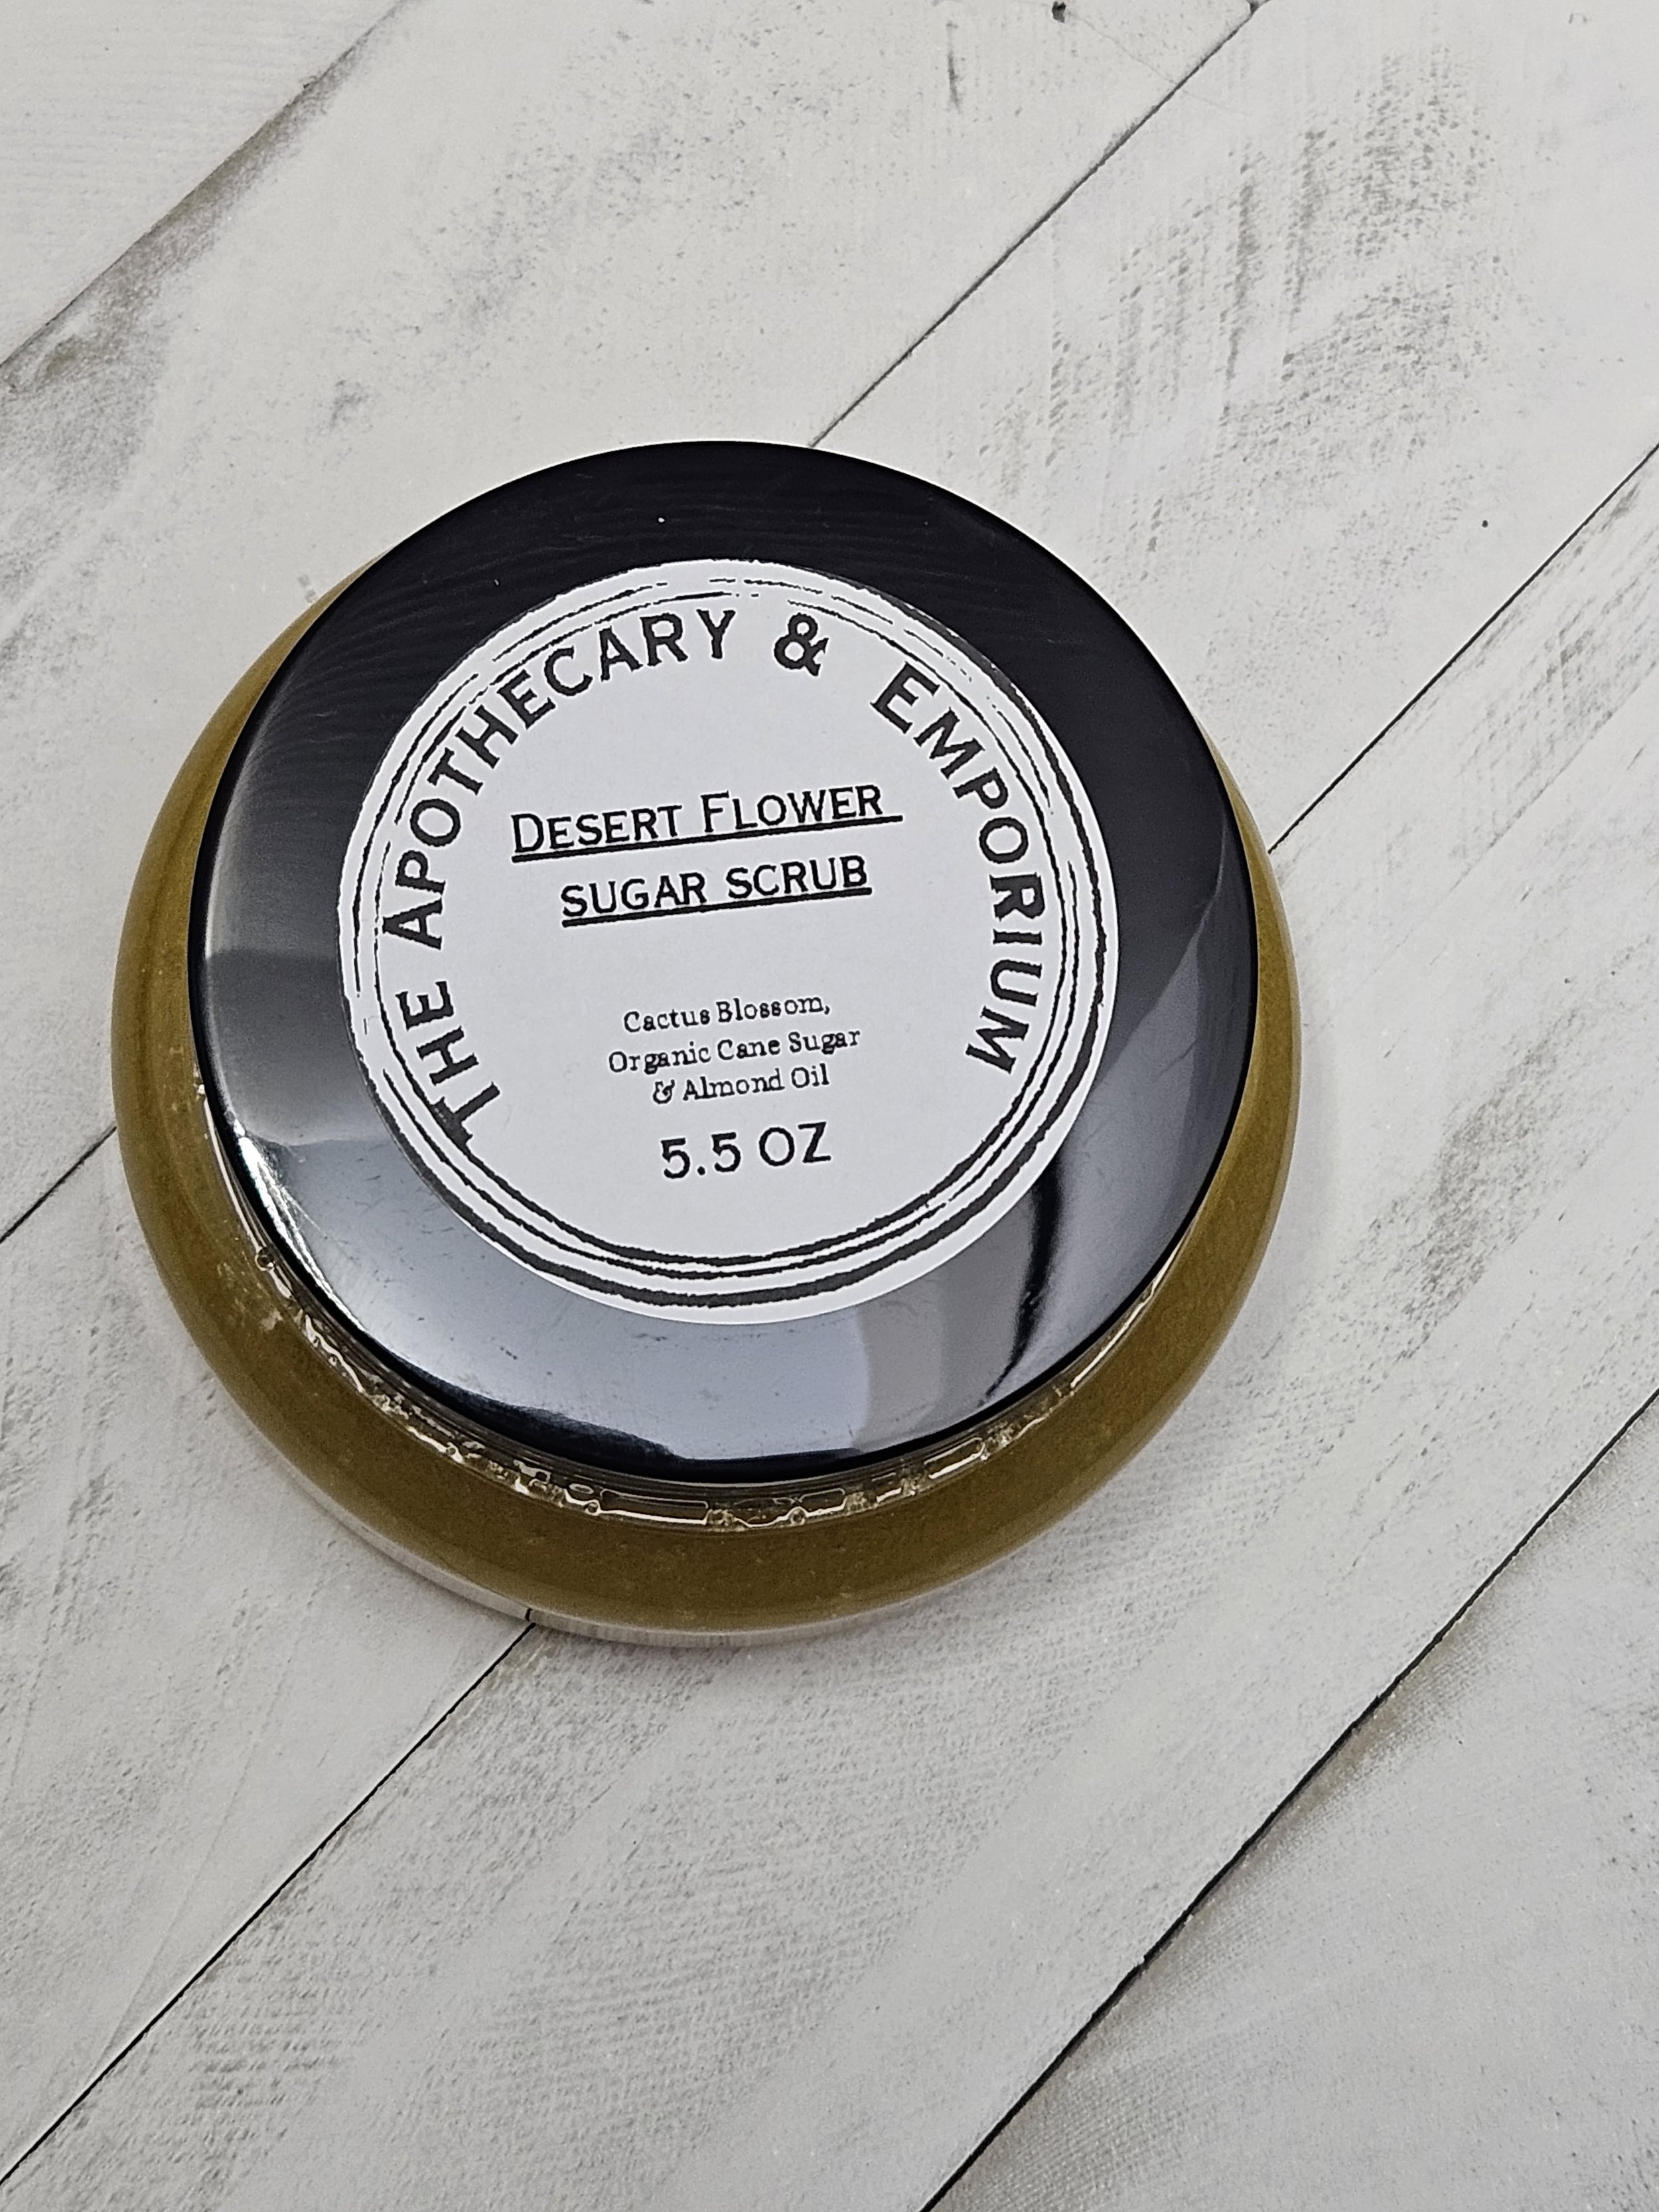 THE APOTHECARY & EMPORIUM
DESERT FLOWER
SUGAR SCRUB
Cactus Blossom,
Organic Cane Sugar
& Almond Oil
5.5 OZ